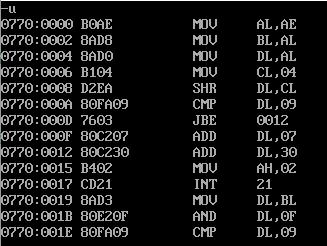 -u
0770:0000 B0AE MOV AL,AE
0770:0002 8AD8 MOV BL,AL
0770:0004 8AD0 MOV DL,AL
0770:0006 B104 MOV CL,04
0770:0008 D2EA SHR DL,CL
0770:000A 80FA09 CMP DL,09
0770:000D 7603 JBE 0012
0770:000F 80C207 ADD DL,07
0770:0012 80C230 ADD DL,30
0770:0015 B402 MOV AH,02
0770:0017 CD21 INT 21
0770:0019 8AD3 MOV DL,BL
0770:001B 80E20F AND DL,0F
0770:001E 80FA09 CMP DL,09